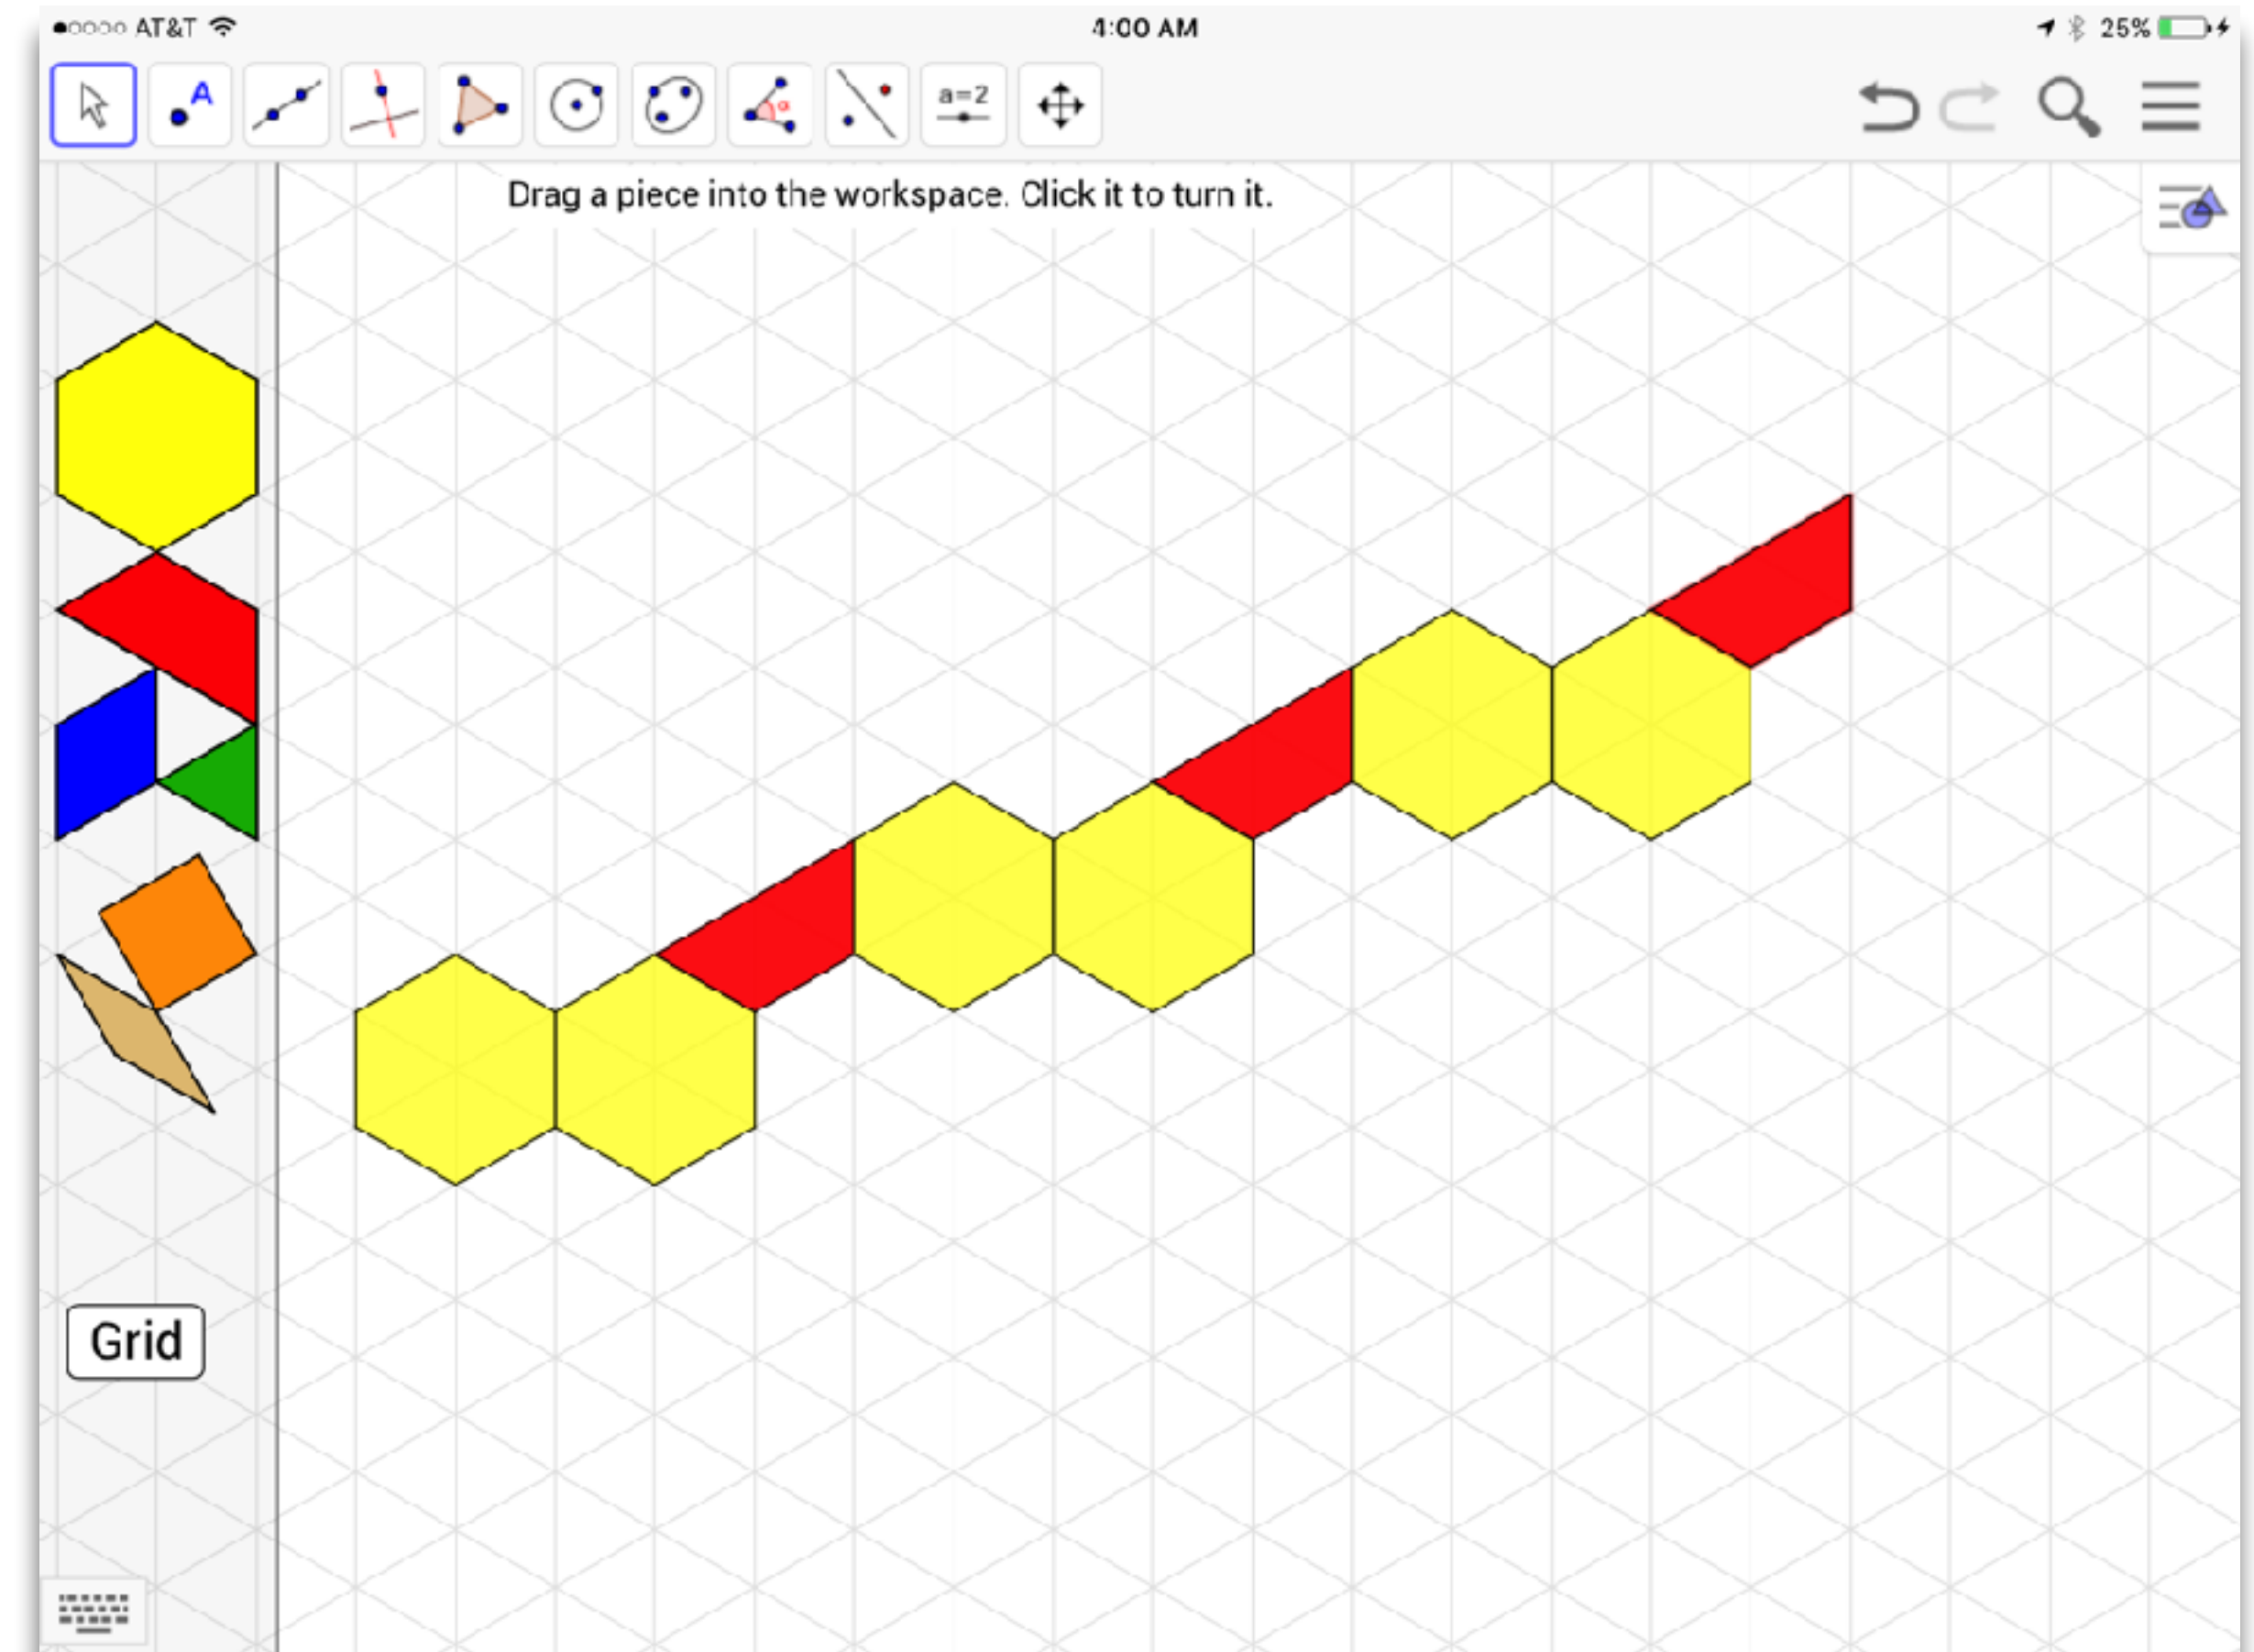 AT&T 4:00 AM 25%
A α a=2
Drag a piece into the workspace. Click it to turn it.
Grid